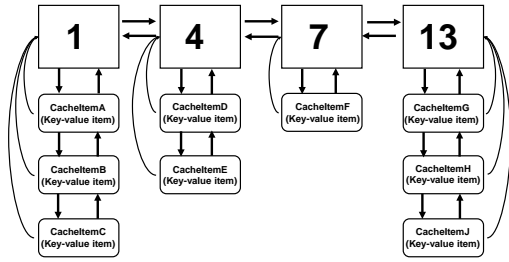 1
4
7
13
CacheItemA
(Key-value item)
CacheItemD
(Key-value item)
CacheItemF
(Key-value item)
CacheItemG
(Key-value item)
CacheItemB
(Key-value item)
CacheItemE
(Key-value item)
CacheItemH
(Key-value item)
CacheItemC
(Key-value item)
CacheItemJ
(Key-value item)